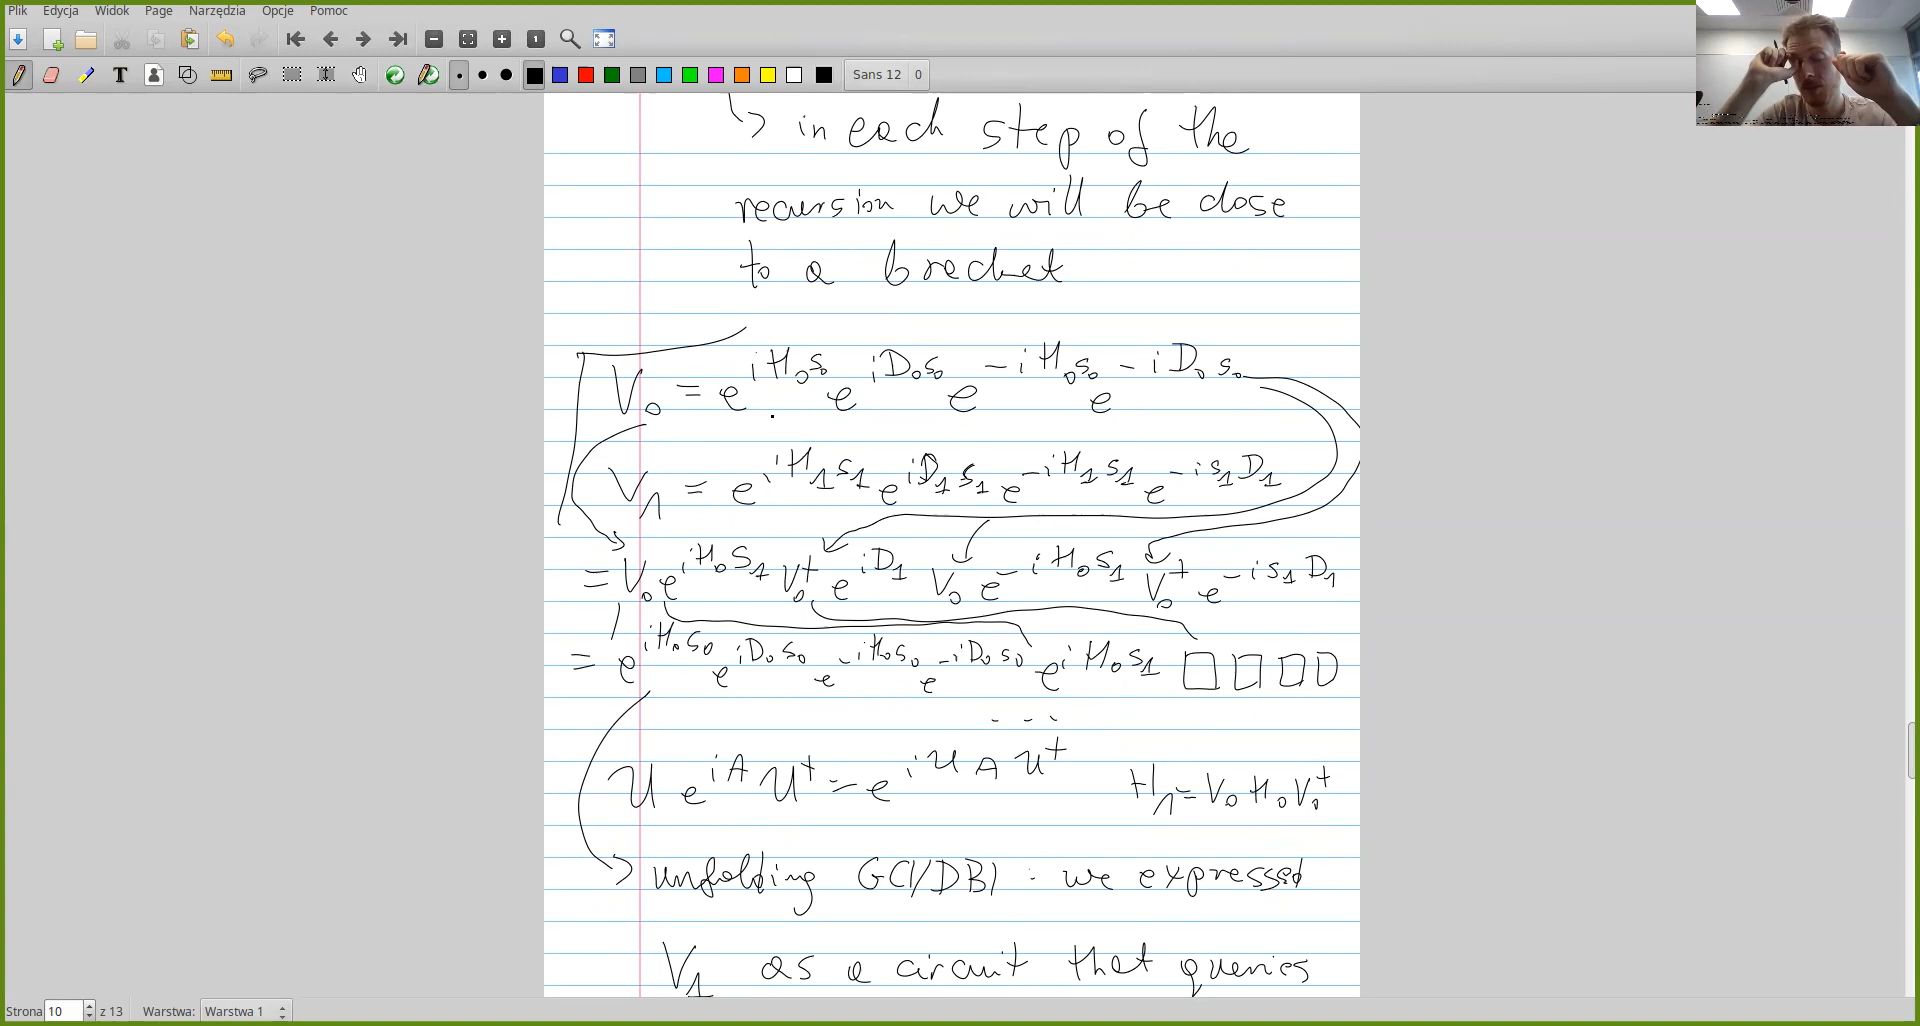 Plik Edycja Widok Page Narzędzia Opcje Pomoc
Sans 12 0
↳ in each step of the
recursion we will be close
to a bracket
V₀ = e^{iH₀s₀} e^{iD₀s₀} e^{-iH₀s₀} e^{-iD₀s₀}
V₁ = e^{iH₁s₁} e^{iD₁s₁} e^{-iH₁s₁} e^{-is₁D₁}
= V₀ e^{iH₀S₁} V₀† e^{iD₁} V₀ e^{-iH₀S₁} V₀† e^{-is₁D₁}
= e^{iH₀s₀} e^{iD₀s₀} e^{-iH₀s₀} e^{-iD₀s₀} e^{iH₀s₁} □ □ □ □
...
U e^{iA} U† = e^{iUAU†} H₁ = V₀H₀V₀†
→ unfolding GCI/DBI : we expressed
V₁ as a circuit that queries
Strona 10 z 13 Warstwa: Warstwa 1